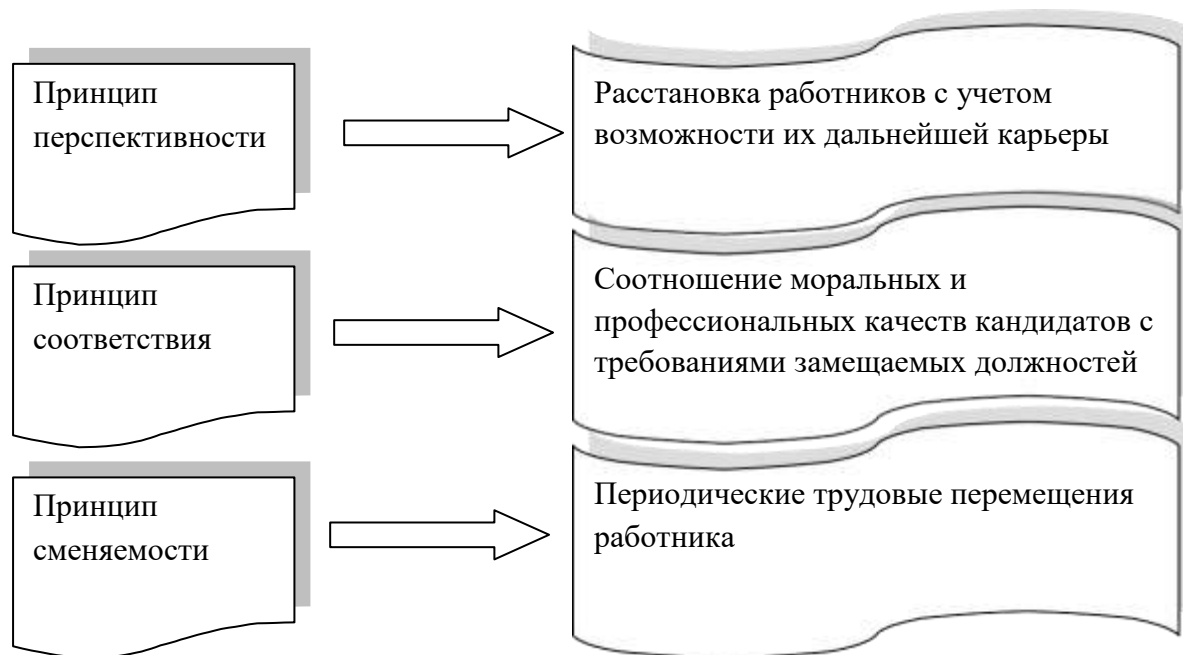 Принцип
перспективности
Расстановка работников с учетом
возможности их дальнейшей карьеры
Принцип
соответствия
Соотношение моральных и
профессиональных качеств кандидатов с
требованиями замещаемых должностей
Принцип
сменяемости
Периодические трудовые перемещения
работника